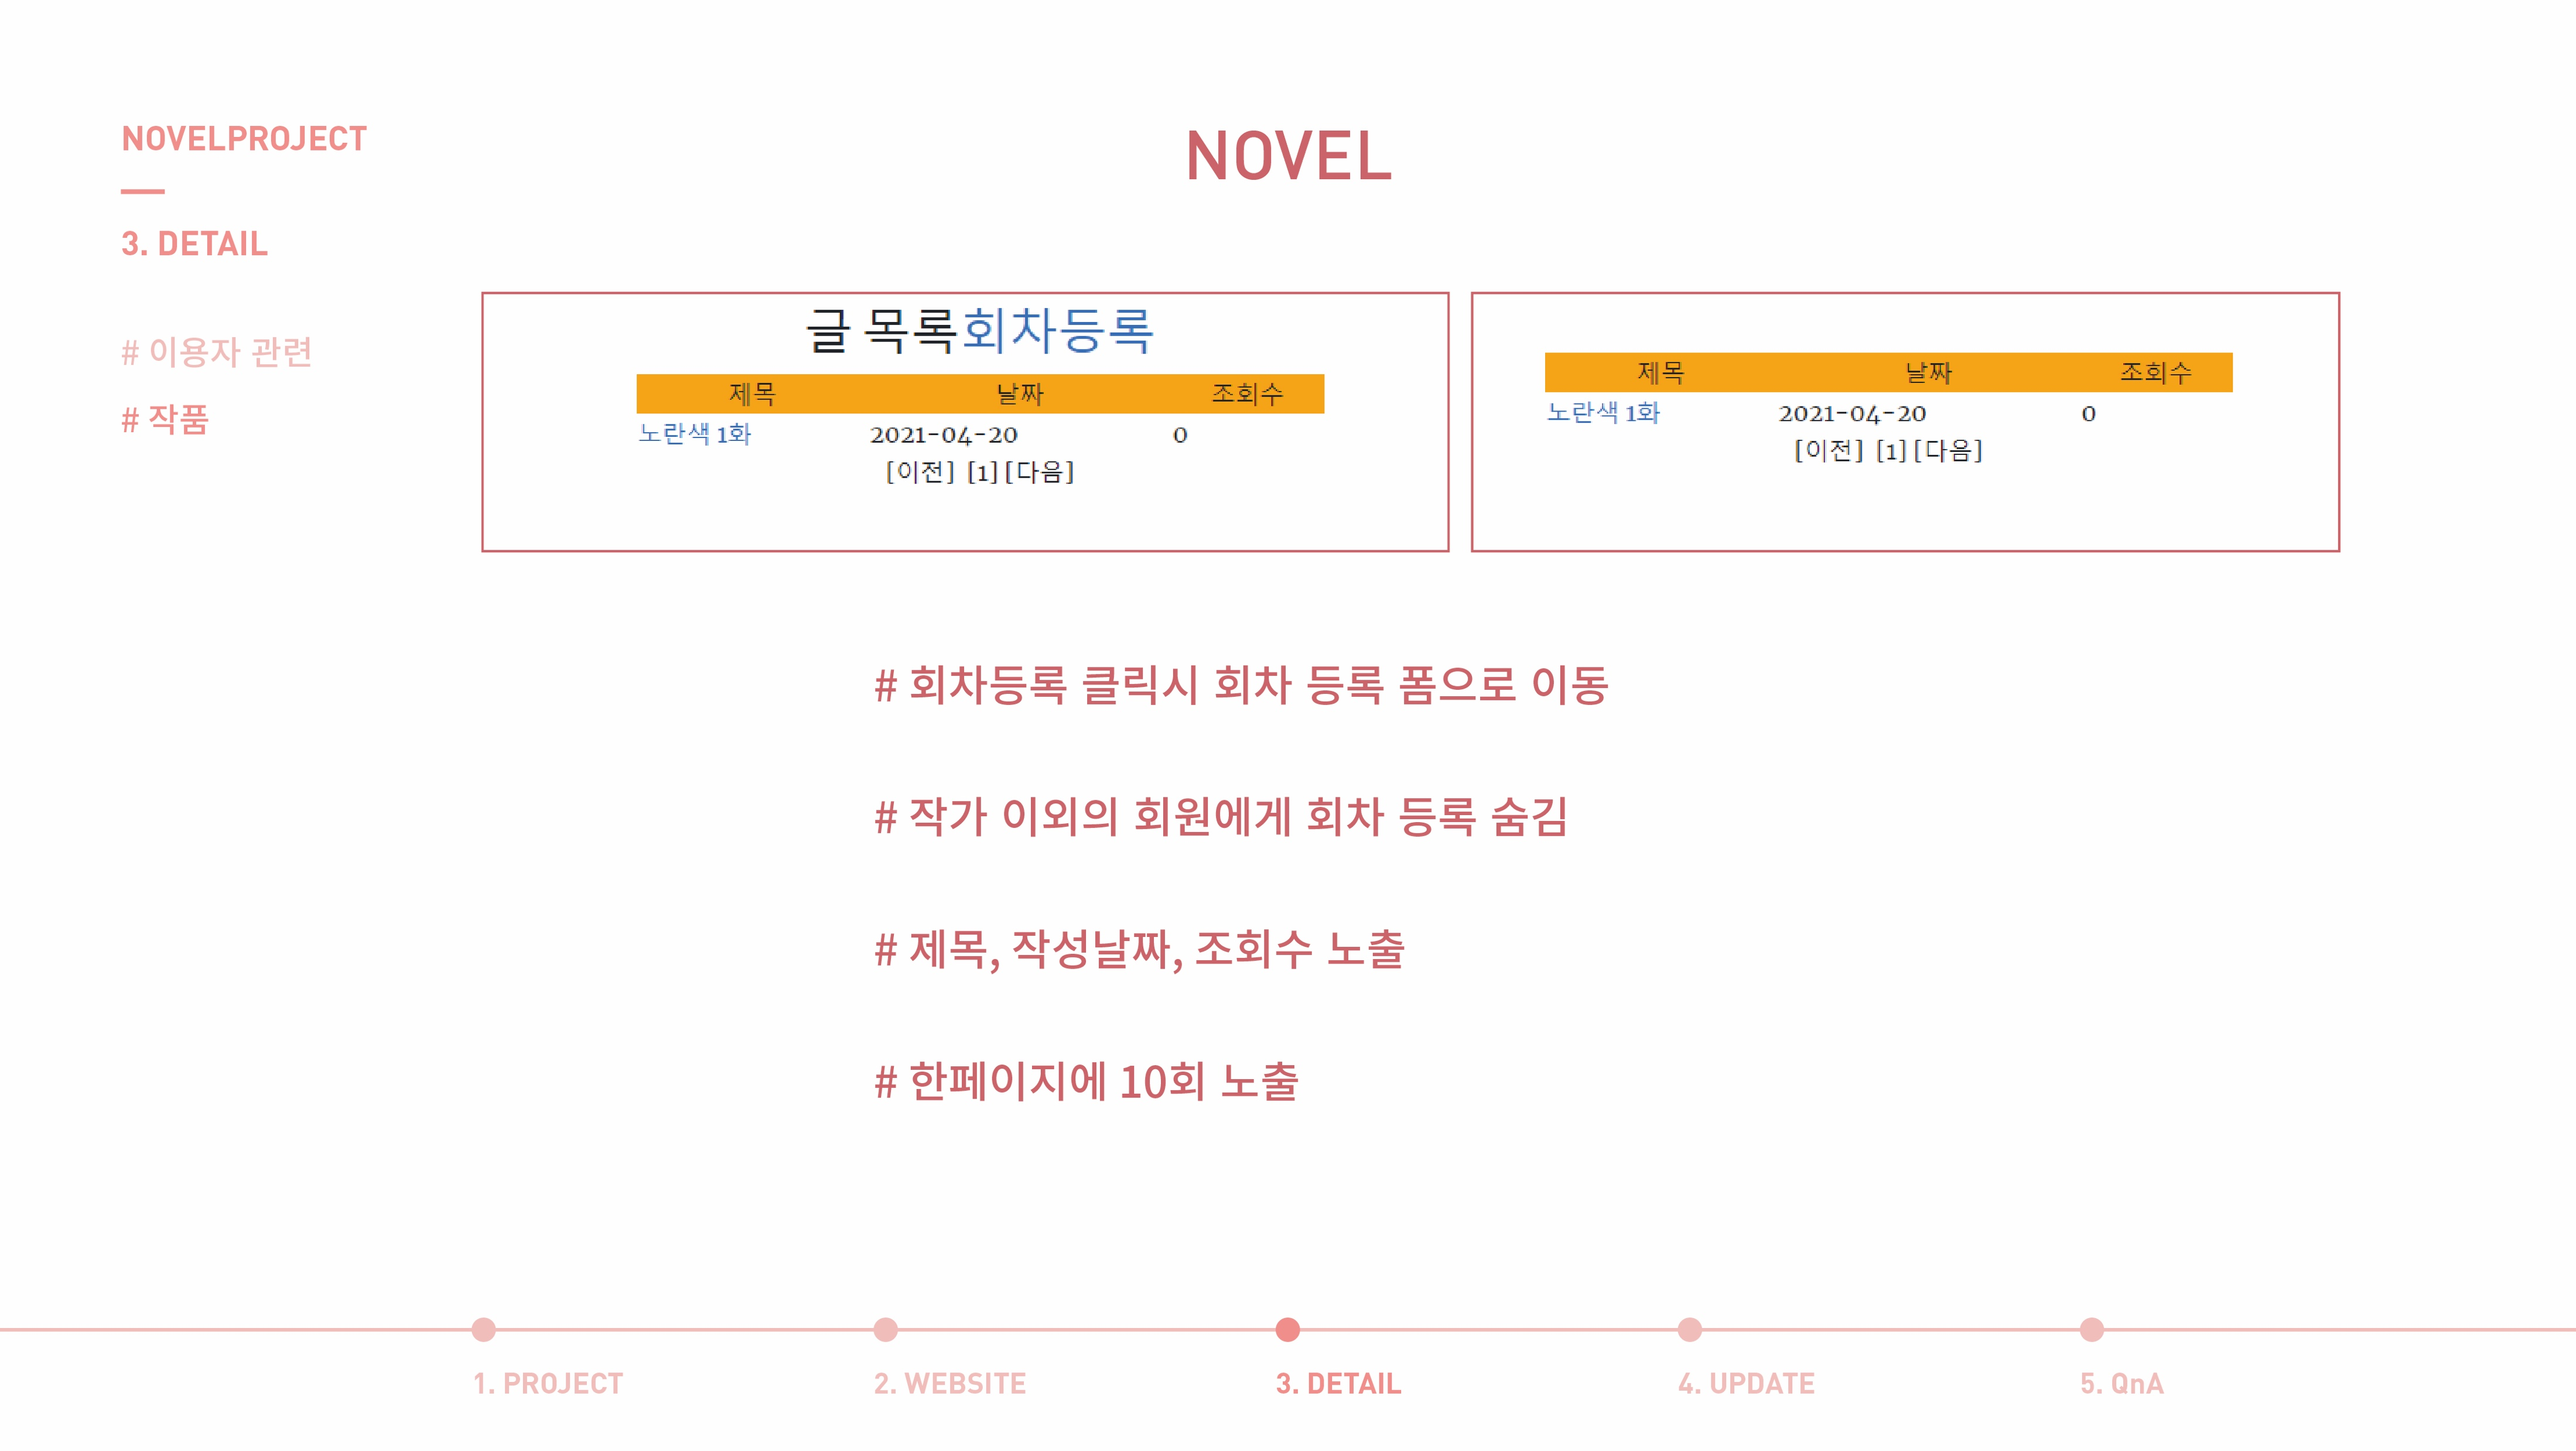 NOVELPROJECT
3. DETAIL
# 이용자 관련
# 작품
NOVEL
글 목록회차등록
제목 날짜 조회수
노란색 1화 2021-04-20 0
[이전] [1] [다음]
제목 날짜 조회수
노란색 1화 2021-04-20 0
[이전] [1] [다음]
# 회차등록 클릭시 회차 등록 폼으로 이동
# 작가 이외의 회원에게 회차 등록 숨김
# 제목, 작성날짜, 조회수 노출
# 한페이지에 10회 노출
1. PROJECT
2. WEBSITE
3. DETAIL
4. UPDATE
5. QnA